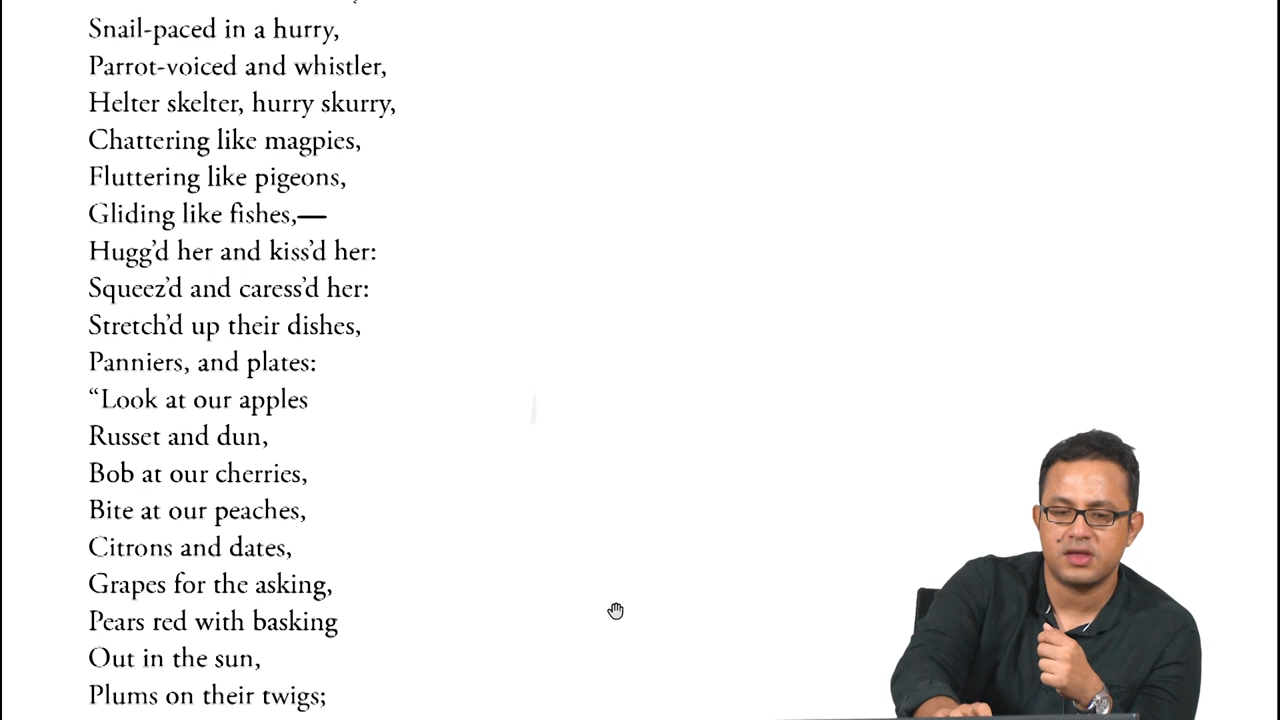 Snail-paced in a hurry,
Parrot-voiced and whistler,
Helter skelter, hurry skurry,
Chattering like magpies,
Fluttering like pigeons,
Gliding like fishes,—
Hugg’d her and kiss’d her:
Squeez’d and caress’d her:
Stretch’d up their dishes,
Panniers, and plates:
“Look at our apples
Russet and dun,
Bob at our cherries,
Bite at our peaches,
Citrons and dates,
Grapes for the asking,
Pears red with basking
Out in the sun,
Plums on their twigs;